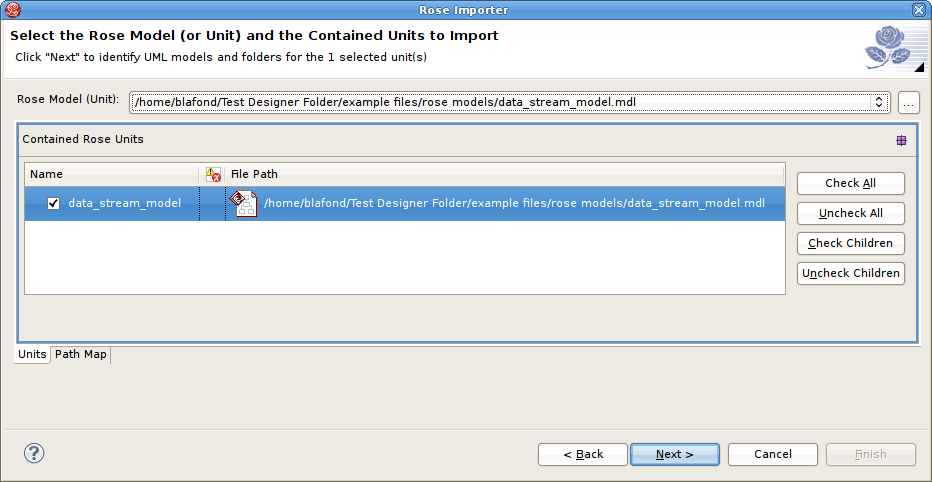 Rose Importer
Select the Rose Model (or Unit) and the Contained Units to Import
Click "Next" to identify UML models and folders for the 1 selected unit(s)
Rose Model (Unit): /home/blafond/Test Designer Folder/example files/rose models/data_stream_model.mdl ...
Contained Rose Units
Name File Path
data_stream_model /home/blafond/Test Designer Folder/example files/rose models/data_stream_model.mdl
Check All
Uncheck All
Check Children
Uncheck Children
Units Path Map
? < Back Next > Cancel Finish